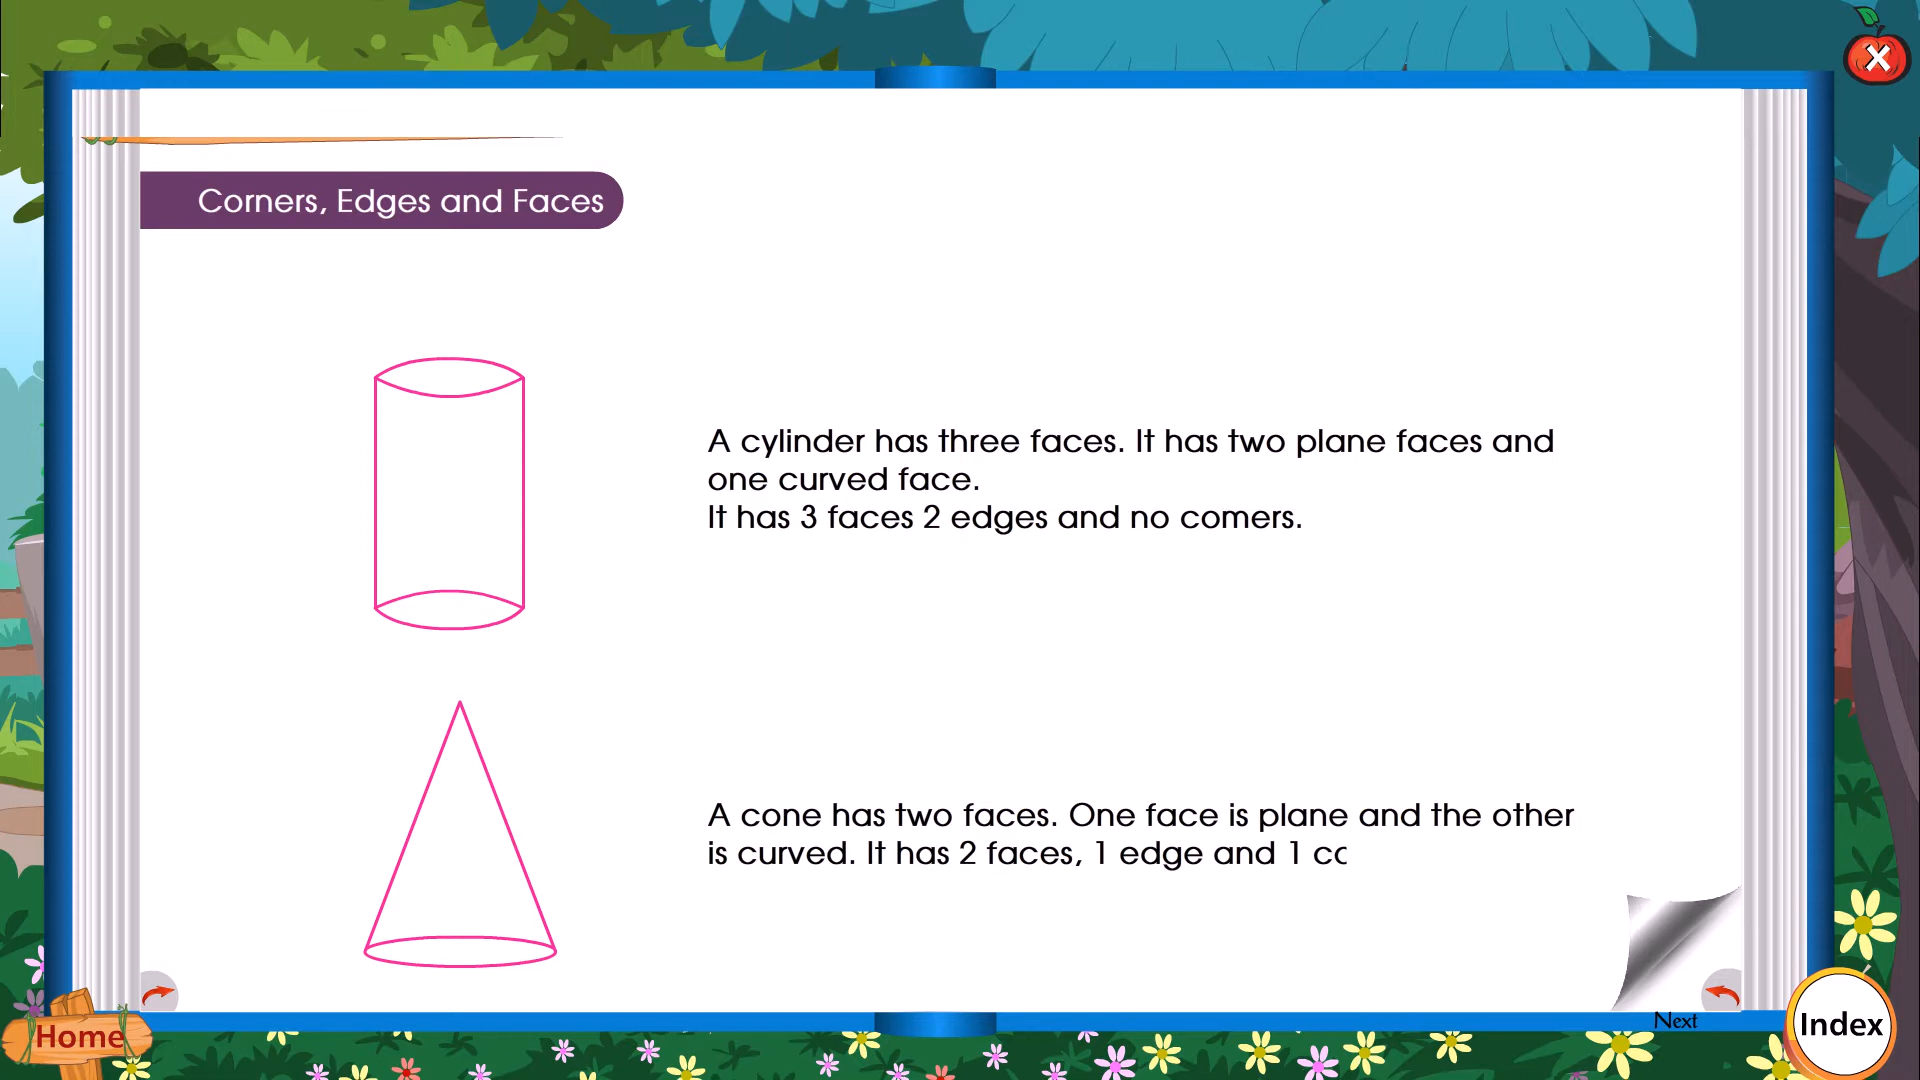 Corners, Edges and Faces
A cylinder has three faces. It has two plane faces and
one curved face.
It has 3 faces 2 edges and no comers.
A cone has two faces. One face is plane and the other
is curved. It has 2 faces, 1 edge and 1
Next
Home
Index